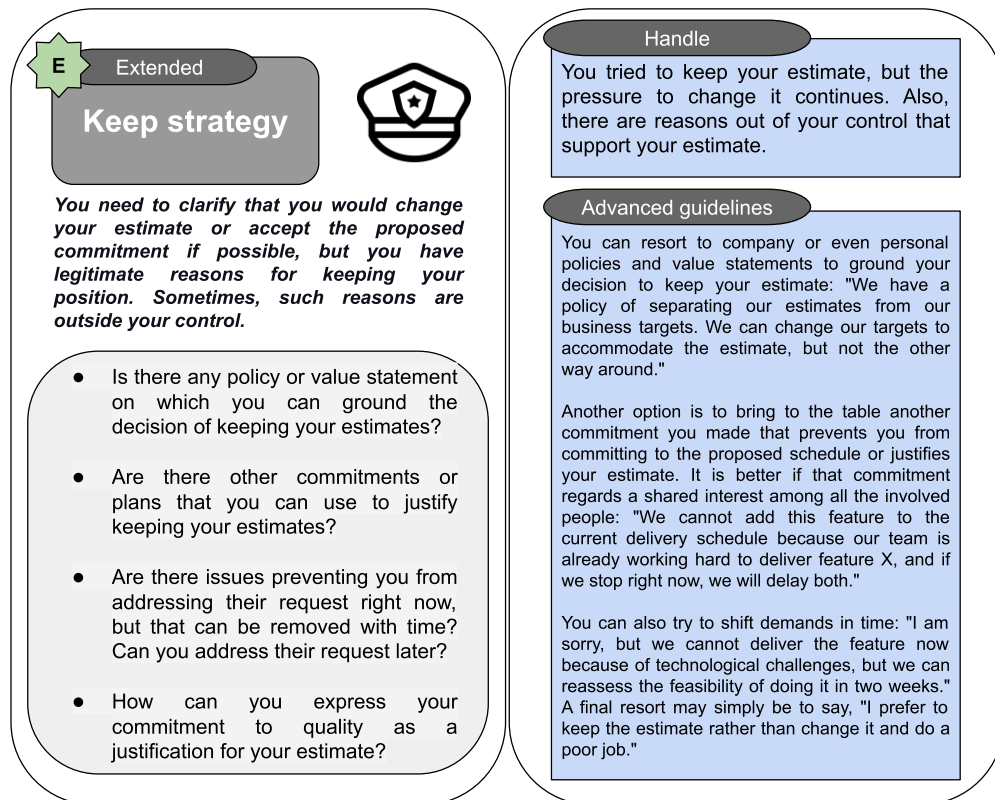 E
Extended
Keep strategy
You need to clarify that you would change
your estimate or accept the proposed
commitment if possible, but you have
legitimate reasons for keeping your
position. Sometimes, such reasons are
outside your control.
● Is there any policy or value statement
on which you can ground the
decision of keeping your estimates?
● Are there other commitments or
plans that you can use to justify
keeping your estimates?
● Are there issues preventing you from
addressing their request right now,
but that can be removed with time?
Can you address their request later?
● How can you express your
commitment to quality as a
justification for your estimate?
Handle
You tried to keep your estimate, but the
pressure to change it continues. Also,
there are reasons out of your control that
support your estimate.
Advanced guidelines
You can resort to company or even personal
policies and value statements to ground your
decision to keep your estimate: "We have a
policy of separating our estimates from our
business targets. We can change our targets to
accommodate the estimate, but not the other
way around."
Another option is to bring to the table another
commitment you made that prevents you from
committing to the proposed schedule or justifies
your estimate. It is better if that commitment
regards a shared interest among all the involved
people: "We cannot add this feature to the
current delivery schedule because our team is
already working hard to deliver feature X, and if
we stop right now, we will delay both."
You can also try to shift demands in time: "I am
sorry, but we cannot deliver the feature now
because of technological challenges, but we can
reassess the feasibility of doing it in two weeks."
A final resort may simply be to say, "I prefer to
keep the estimate rather than change it and do a
poor job."